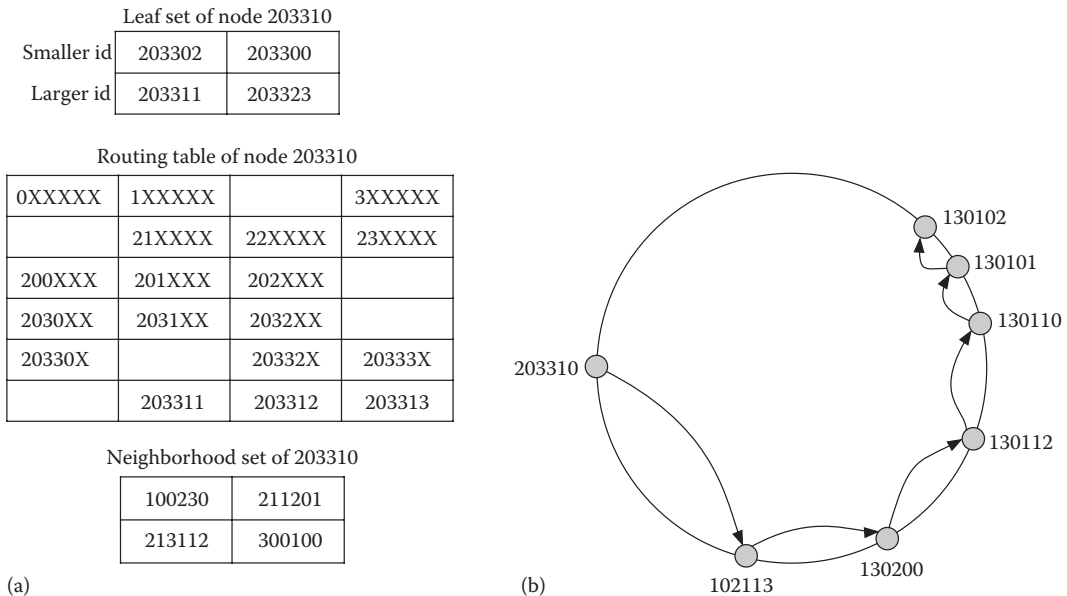 Leaf set of node 203310
Smaller id 203302 203300
Larger id 203311 203323
Routing table of node 203310
0XXXXX 1XXXXX 3XXXXX
21XXXX 22XXXX 23XXXX
200XXX 201XXX 202XXX
2030XX 2031XX 2032XX
20330X 20332X 20333X
203311 203312 203313
Neighborhood set of 203310
100230 211201
213112 300100
(a)
130102
130101
130110
203310
130112
130200
102113
(b)